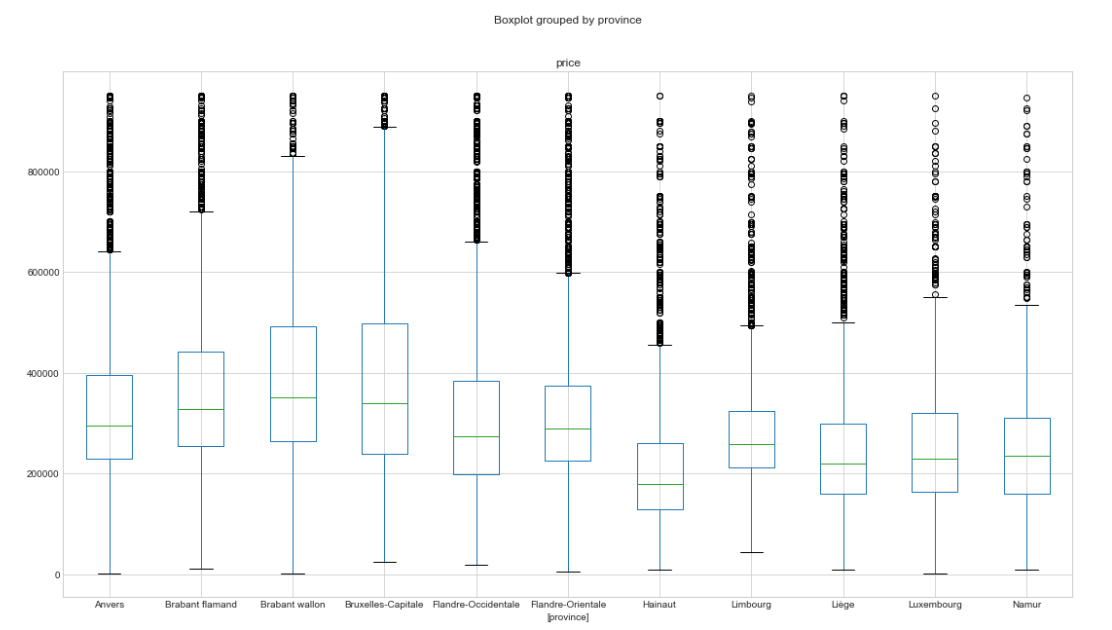 Boxplot grouped by province
price
800000
600000
400000
200000
0
Anvers Brabant flamand Brabant wallon Bruxelles-Capitale Flandre-Occidentale Flandre-Orientale Hainaut Limbourg Liège Luxembourg Namur
[province]